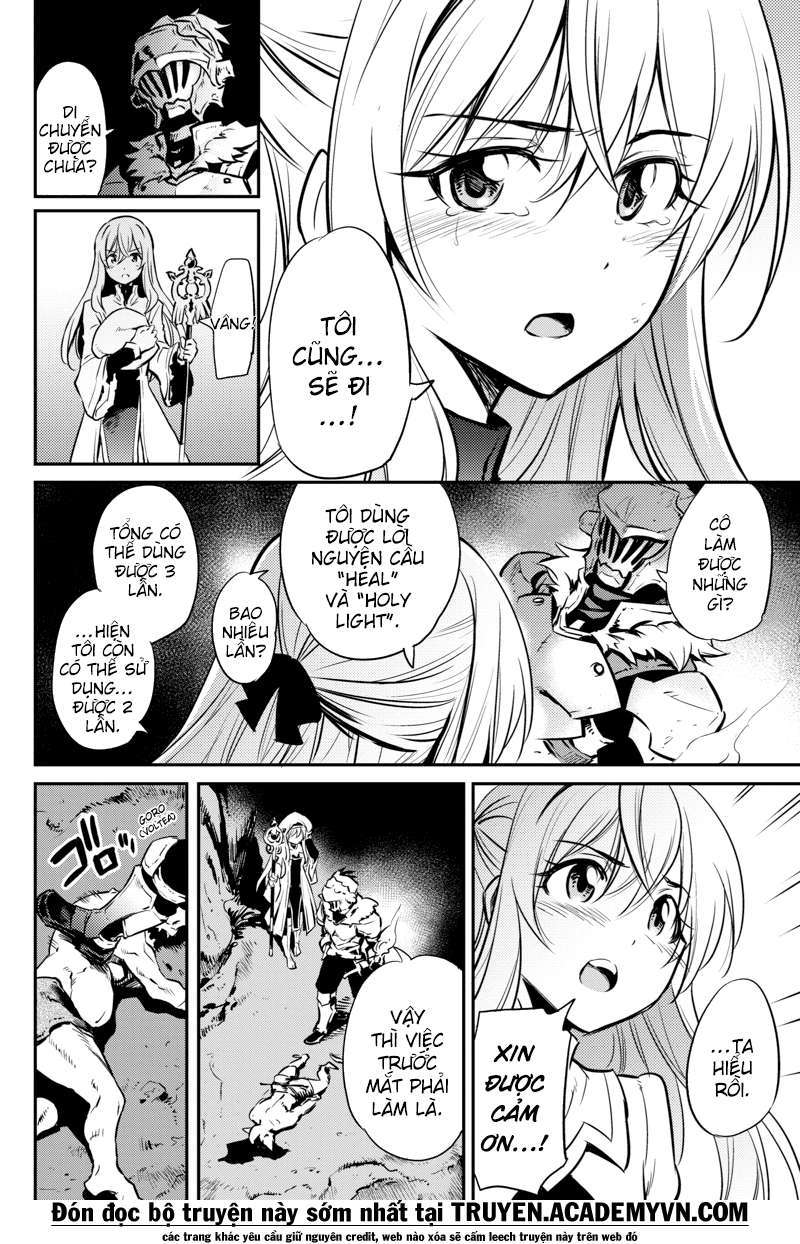 TÔI
CŨNG...
SẼ ĐI
...!
DI
CHUYỂN
ĐƯỢC
CHƯA?
VÂNG!
CÔ
LÀM ĐƯỢC
NHỮNG
GÌ?
TÔI DÙNG
ĐƯỢC LỜI
NGUYỆN CẦU
“HEAL”
VÀ “HOLY
LIGHT”.
BAO
NHIÊU
LẦN?
TỔNG CÓ
THỂ DÙNG
ĐƯỢC 3
LẦN.
...HIỆN
TÔI CÒN
CÓ THỂ SỬ
DỤNG...
ĐƯỢC 2
LẦN.
...TA
HIỂU
RỒI.
XIN
ĐƯỢC
CẢM
ƠN...!
VẬY
THÌ VIỆC
TRƯỚC
MẮT PHẢI
LÀM LÀ.
ゴロッ
GORO
(VOLTEA)
Đón đọc bộ truyện này sớm nhất tại TRUYEN.ACADEMYVN.COM
các trang khác yêu cầu giữ nguyên credit, web nào xóa sẽ cấm leech truyện này trên web đó